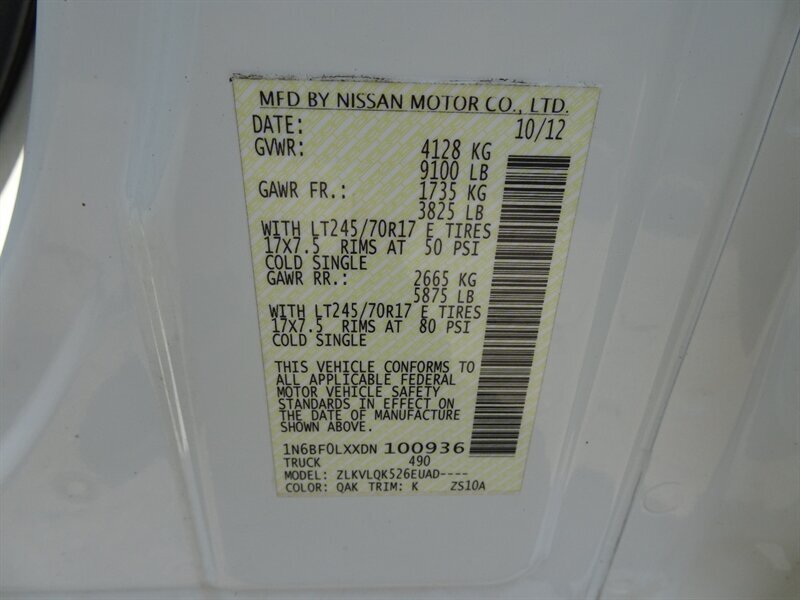 MFD BY NISSAN MOTOR CO., LTD.
DATE: 10/12
GVWR: 4128 KG
9100 LB
GAWR FR.: 1735 KG
3825 LB
WITH LT245/70R17 E TIRES
17X7.5 RIMS AT 50 PSI
COLD SINGLE
GAWR RR.: 2665 KG
5875 LB
WITH LT245/70R17 E TIRES
17X7.5 RIMS AT 80 PSI
COLD SINGLE
THIS VEHICLE CONFORMS TO
ALL APPLICABLE FEDERAL
MOTOR VEHICLE SAFETY
STANDARDS IN EFFECT ON
THE DATE OF MANUFACTURE
SHOWN ABOVE.
1N6BF0LXXDN 100936
TRUCK 490
MODEL: ZLKVLQK526EUAD----
COLOR: QAK TRIM: K ZS10A